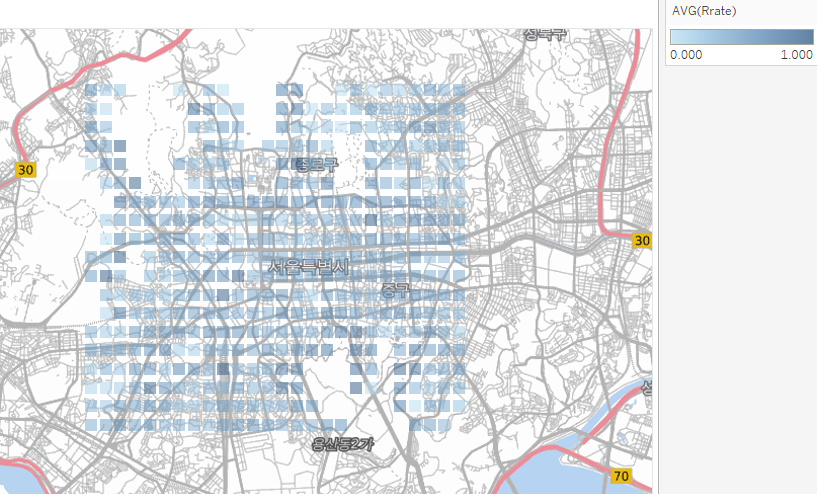 AVG(Rrate)
0.000 1.000
성북구
30
종로구
30
서울특별시
중구
용산동2가
70